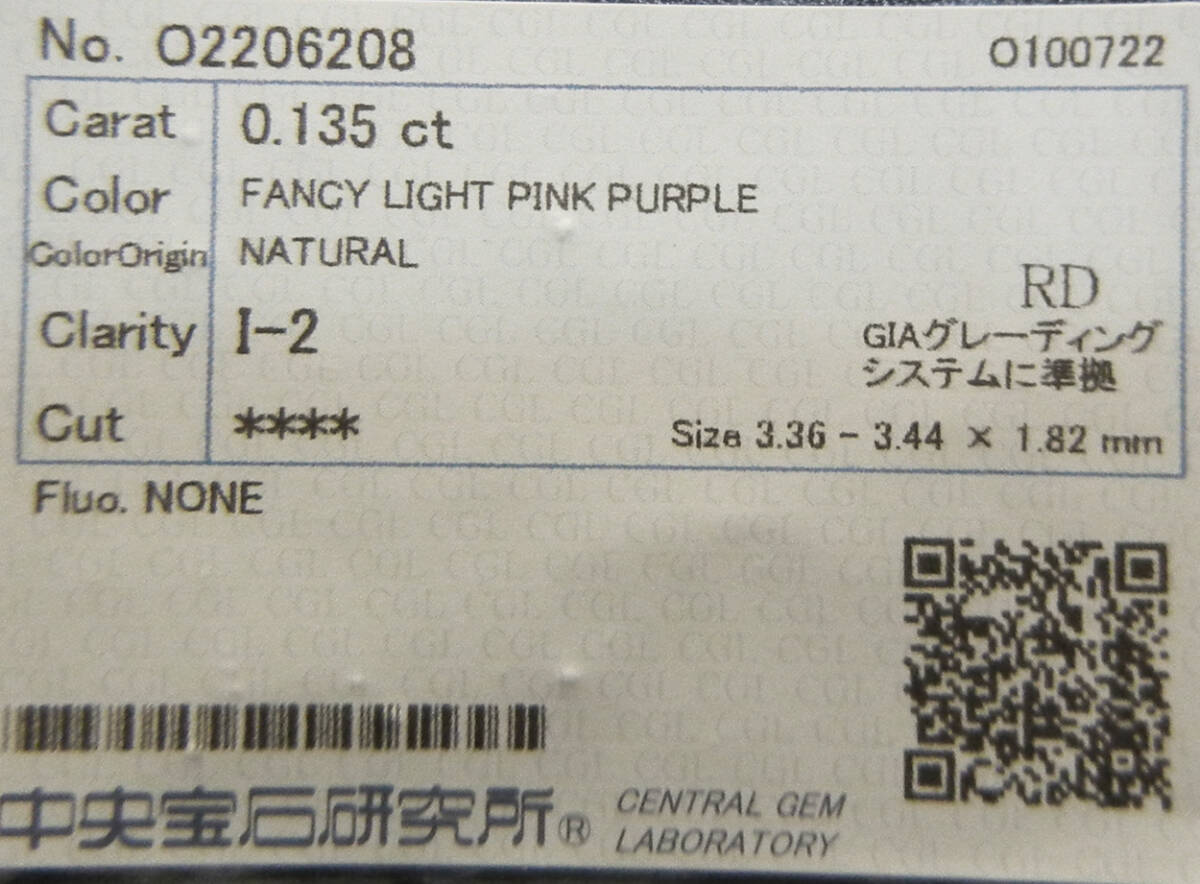 No. O2206208 O100722
Carat 0.135 ct
Color FANCY LIGHT PINK PURPLE
ColorOrigin NATURAL
RD
Clarity I-2 GIAグレーディング
システムに準拠
Cut **** Size 3.36 - 3.44 × 1.82 mm
Fluo. NONE
中央宝石研究所® CENTRAL GEM
LABORATORY